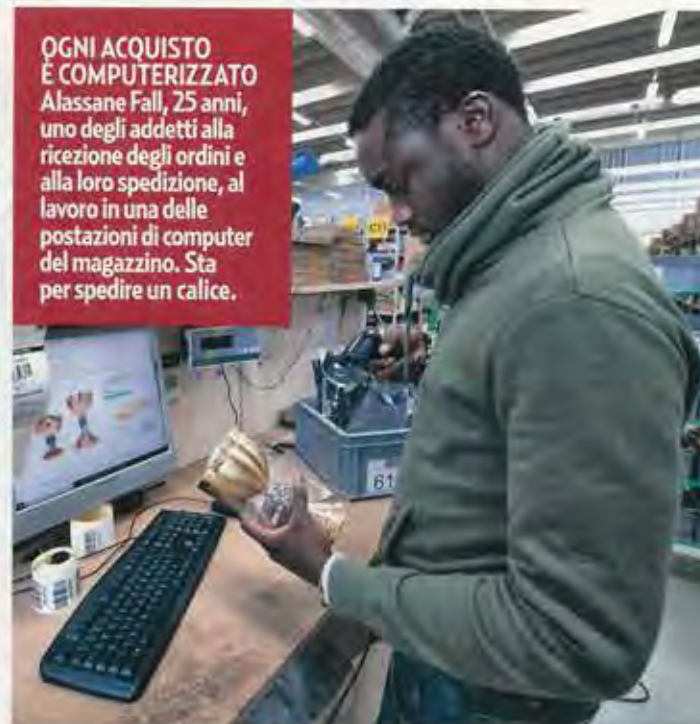 OGNI ACQUISTO
È COMPUTERIZZATO
Alassane Fall, 25 anni,
uno degli addetti alla
ricezione degli ordini e
alla loro spedizione, al
lavoro in una delle
postazioni di computer
del magazzino. Sta
per spedire un calice.
61